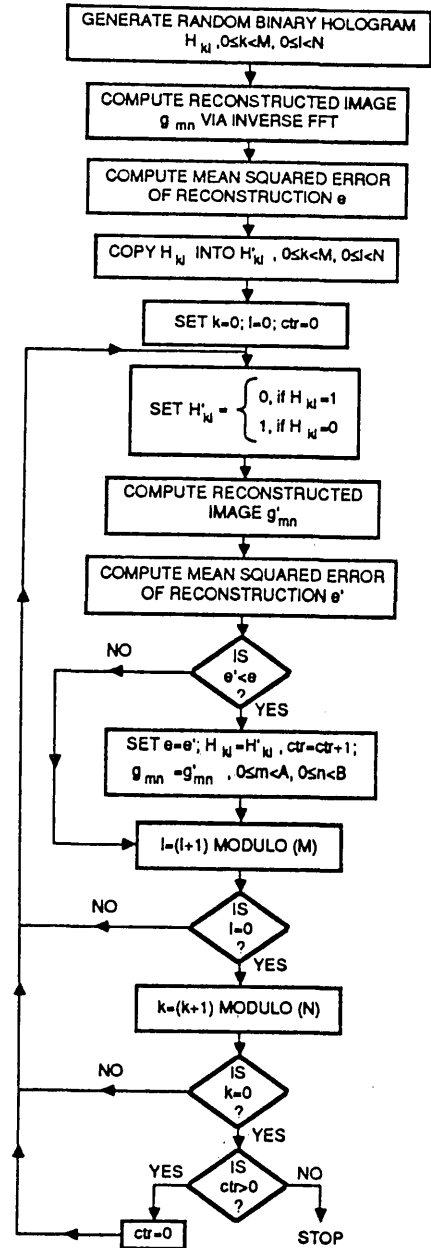 GENERATE RANDOM BINARY HOLOGRAM
H kl ,0≤k<M, 0≤l<N
COMPUTE RECONSTRUCTED IMAGE
g mn VIA INVERSE FFT
COMPUTE MEAN SQUARED ERROR
OF RECONSTRUCTION e
COPY H kl INTO H' kl , 0≤k<M, 0≤l<N
SET k=0; l=0; ctr=0
SET H' kl = { 0, if H kl =1
1, if H kl =0
COMPUTE RECONSTRUCTED
IMAGE g' mn
COMPUTE MEAN SQUARED ERROR
OF RECONSTRUCTION e'
NO
IS
e'<e
?
YES
SET e=e'; H kl =H' kl , ctr=ctr+1;
g mn =g' mn , 0≤m<A, 0≤n<B
l=(l+1) MODULO (M)
NO
IS
l=0
?
YES
k=(k+1) MODULO (N)
NO
IS
k=0
?
YES
YES
IS
ctr>0
?
NO
ctr=0
STOP